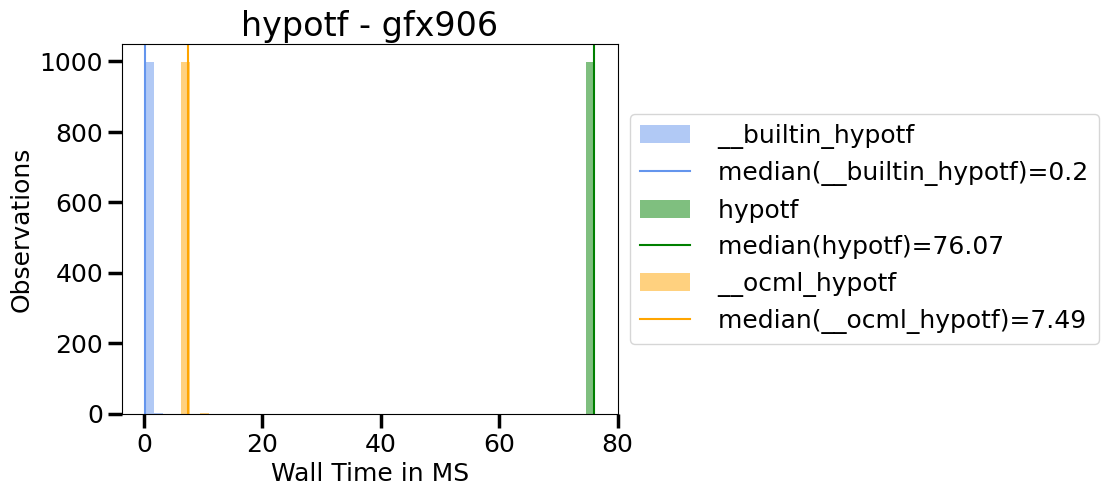 hypotf - gfx906
1000
800
600
400
200
0
Observations
0 20 40 60 80
Wall Time in MS
__builtin_hypotf
median(__builtin_hypotf)=0.2
hypotf
median(hypotf)=76.07
__ocml_hypotf
median(__ocml_hypotf)=7.49